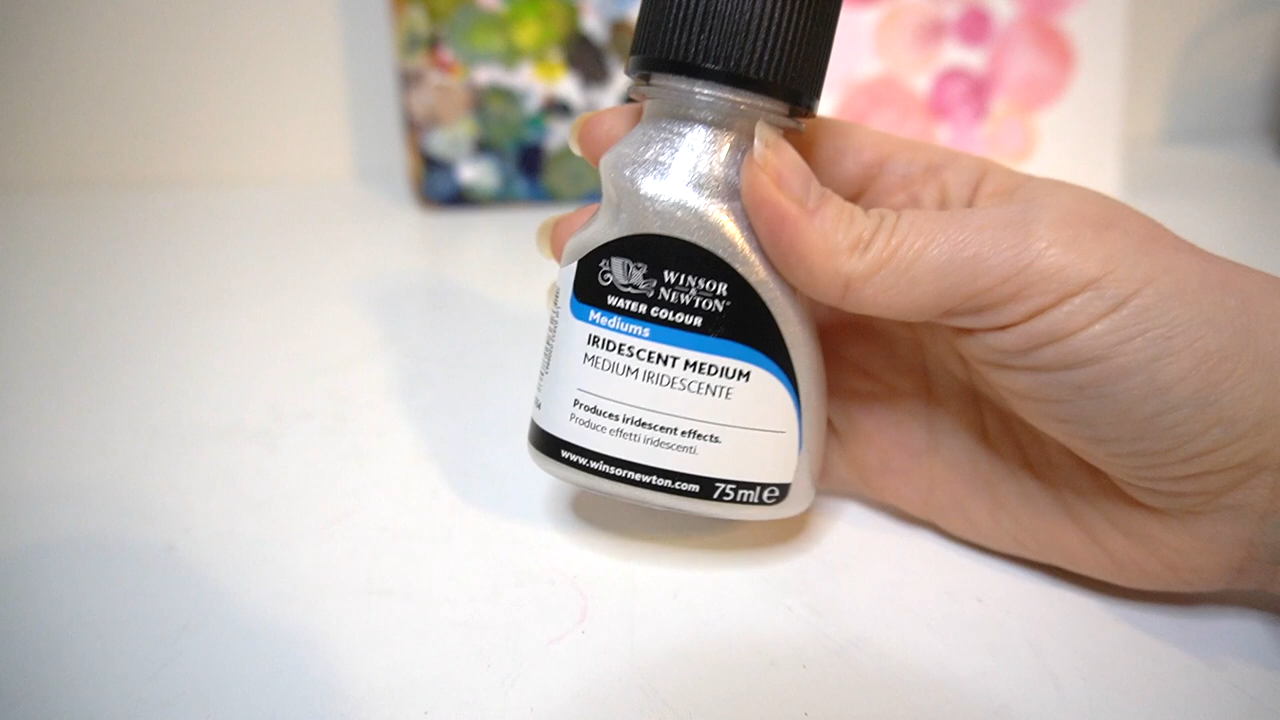 WINSOR
&
NEWTON®
WATER COLOUR
Mediums
IRIDESCENT MEDIUM
MEDIUM IRIDESCENTE
Produces iridescent effects.
Produce effetti iridescenti.
www.winsornewton.com 75ml e